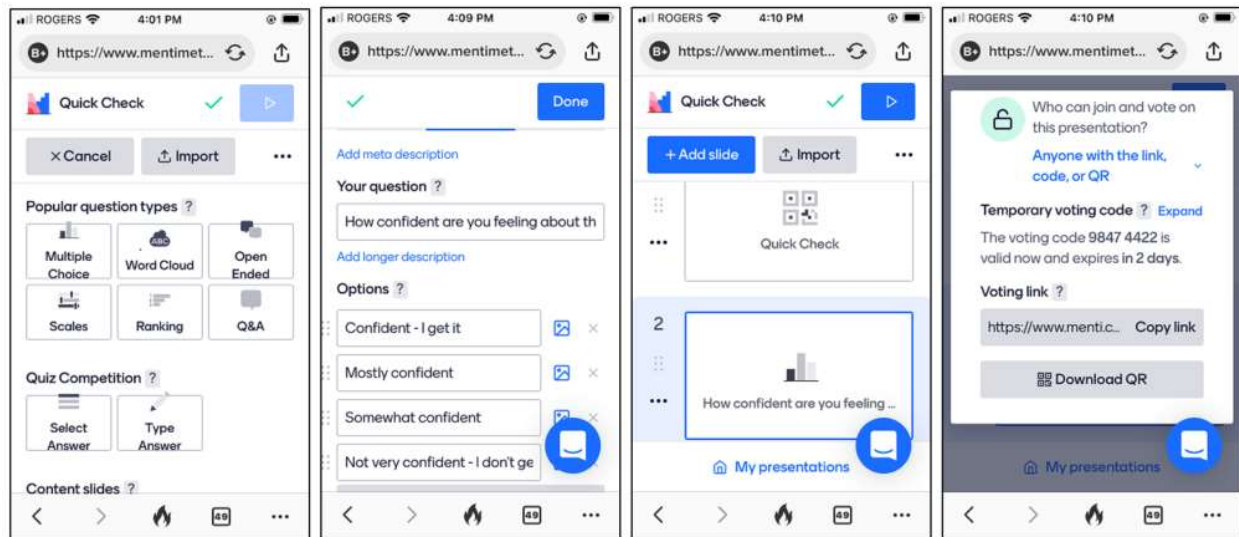 ROGERS 4:01 PM
B+ https://www.mentimet...
Quick Check
× Cancel Import ...
Popular question types ?
Multiple Choice
ABC
Word Cloud
Open Ended
Scales
Ranking
Q&A
Quiz Competition ?
Select Answer
Type Answer
Content slides ?
49 ...
ROGERS 4:09 PM
B+ https://www.mentimet...
Done
Add meta description
Your question ?
How confident are you feeling about th
Add longer description
Options ?
Confident - I get it
Mostly confident
Somewhat confident
Not very confident - I don't ge
49 ...
ROGERS 4:10 PM
B+ https://www.mentimet...
Quick Check
+ Add slide Import ...
Quick Check
2
How confident are you feeling ...
My presentations
49 ...
ROGERS 4:10 PM
B+ https://www.mentimet...
Who can join and vote on
this presentation?
Anyone with the link,
code, or QR
Temporary voting code ? Expand
The voting code 9847 4422 is
valid now and expires in 2 days.
Voting link ?
https://www.menti.c... Copy link
Download QR
My presentations
49 ...